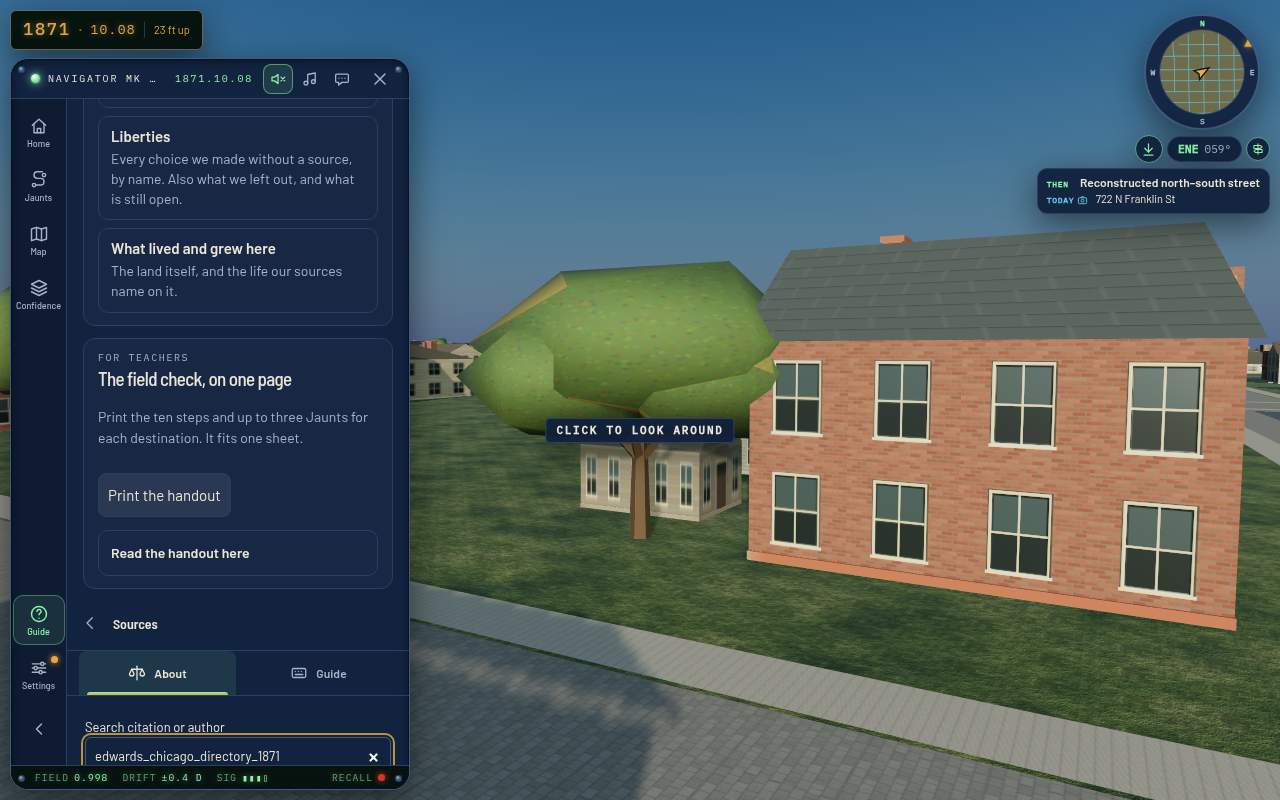 1871 · 10.08 23 ft up
NAVIGATOR MK … 1871.10.08
Home
Jaunts
Map
Confidence
Guide
Settings
Liberties
Every choice we made without a source,
by name. Also what we left out, and what
is still open.
What lived and grew here
The land itself, and the life our sources
name on it.
FOR TEACHERS
The field check, on one page
Print the ten steps and up to three Jaunts for
each destination. It fits one sheet.
Print the handout
Read the handout here
Sources
About Guide
Search citation or author
edwards_chicago_directory_1871
FIELD 0.998 DRIFT ±0.4 D SIG RECALL
CLICK TO LOOK AROUND
N
W E
S
ENE 059°
THEN Reconstructed north–south street
TODAY 722 N Franklin St